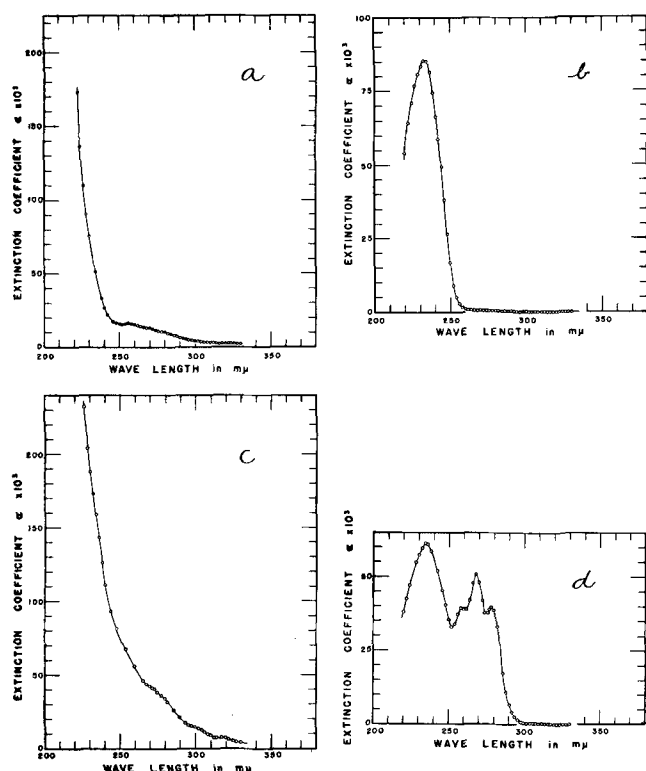 EXTINCTION COEFFICIENT α x10³
200
150
100
50
0
a
200 250 300 350
WAVE LENGTH in mμ
EXTINCTION COEFFICIENT α x10³
100
75
50
25
0
b
200 250 300 350
WAVE LENGTH in mμ
EXTINCTION COEFFICIENT α x10³
200
150
100
50
0
c
200 250 300 350
WAVE LENGTH in mμ
EXTINCTION COEFFICIENT α x10³
50
25
0
d
200 250 300 350
WAVE LENGTH in mμ